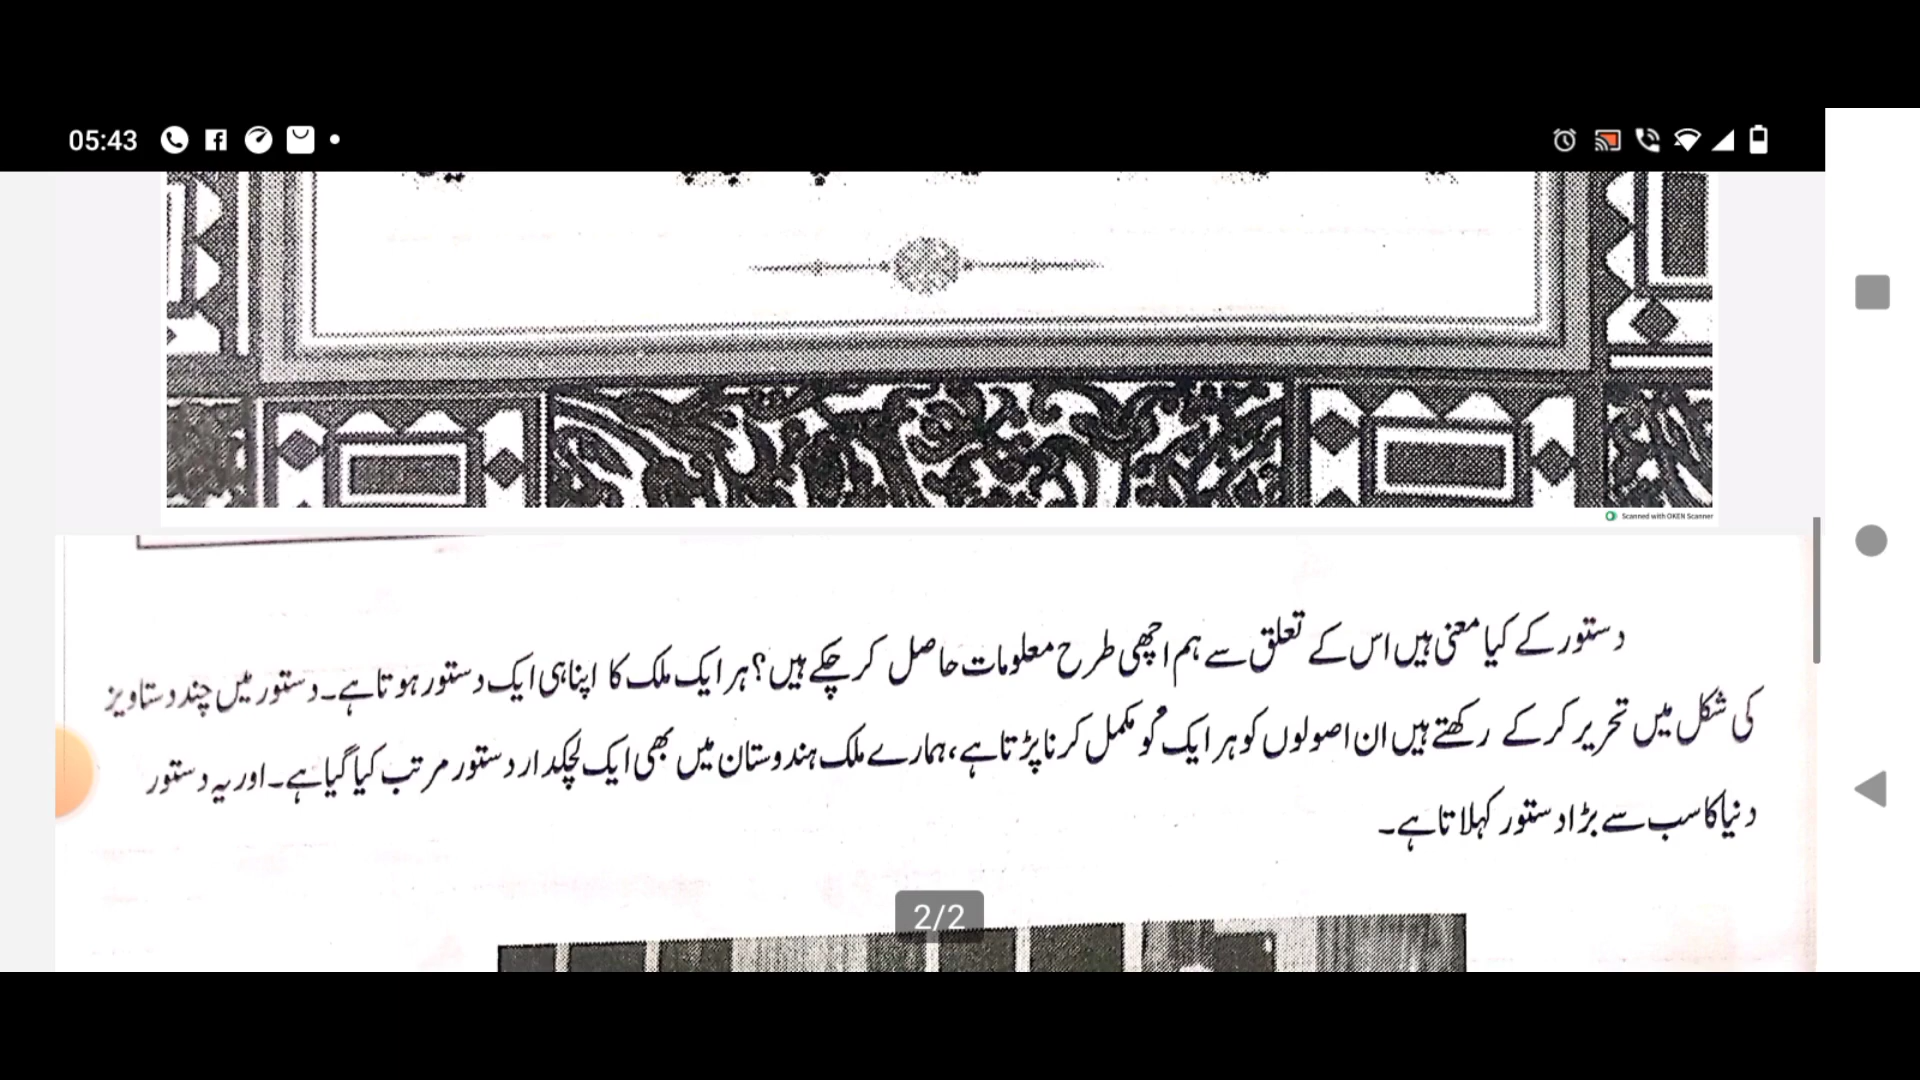 05:43
Scanned with OKEN Scanner
دستور کے کیا معنی ہیں اس کے تعلق سے ہم اچھی طرح معلومات حاصل کر چکے ہیں؟ ہر ایک ملک کا اپنا ہی ایک دستور ہوتا ہے۔ دستور میں چند دستاویز
کی شکل میں تحریر کر کے رکھتے ہیں ان اصولوں کو ہر ایک کو مکمل کرنا پڑتا ہے، ہمارے ملک ہندوستان میں بھی ایک لچکدار دستور مرتب کیا گیا ہے۔ اور یہ دستور
دنیا کا سب سے بڑا دستور کہلاتا ہے۔
2/2